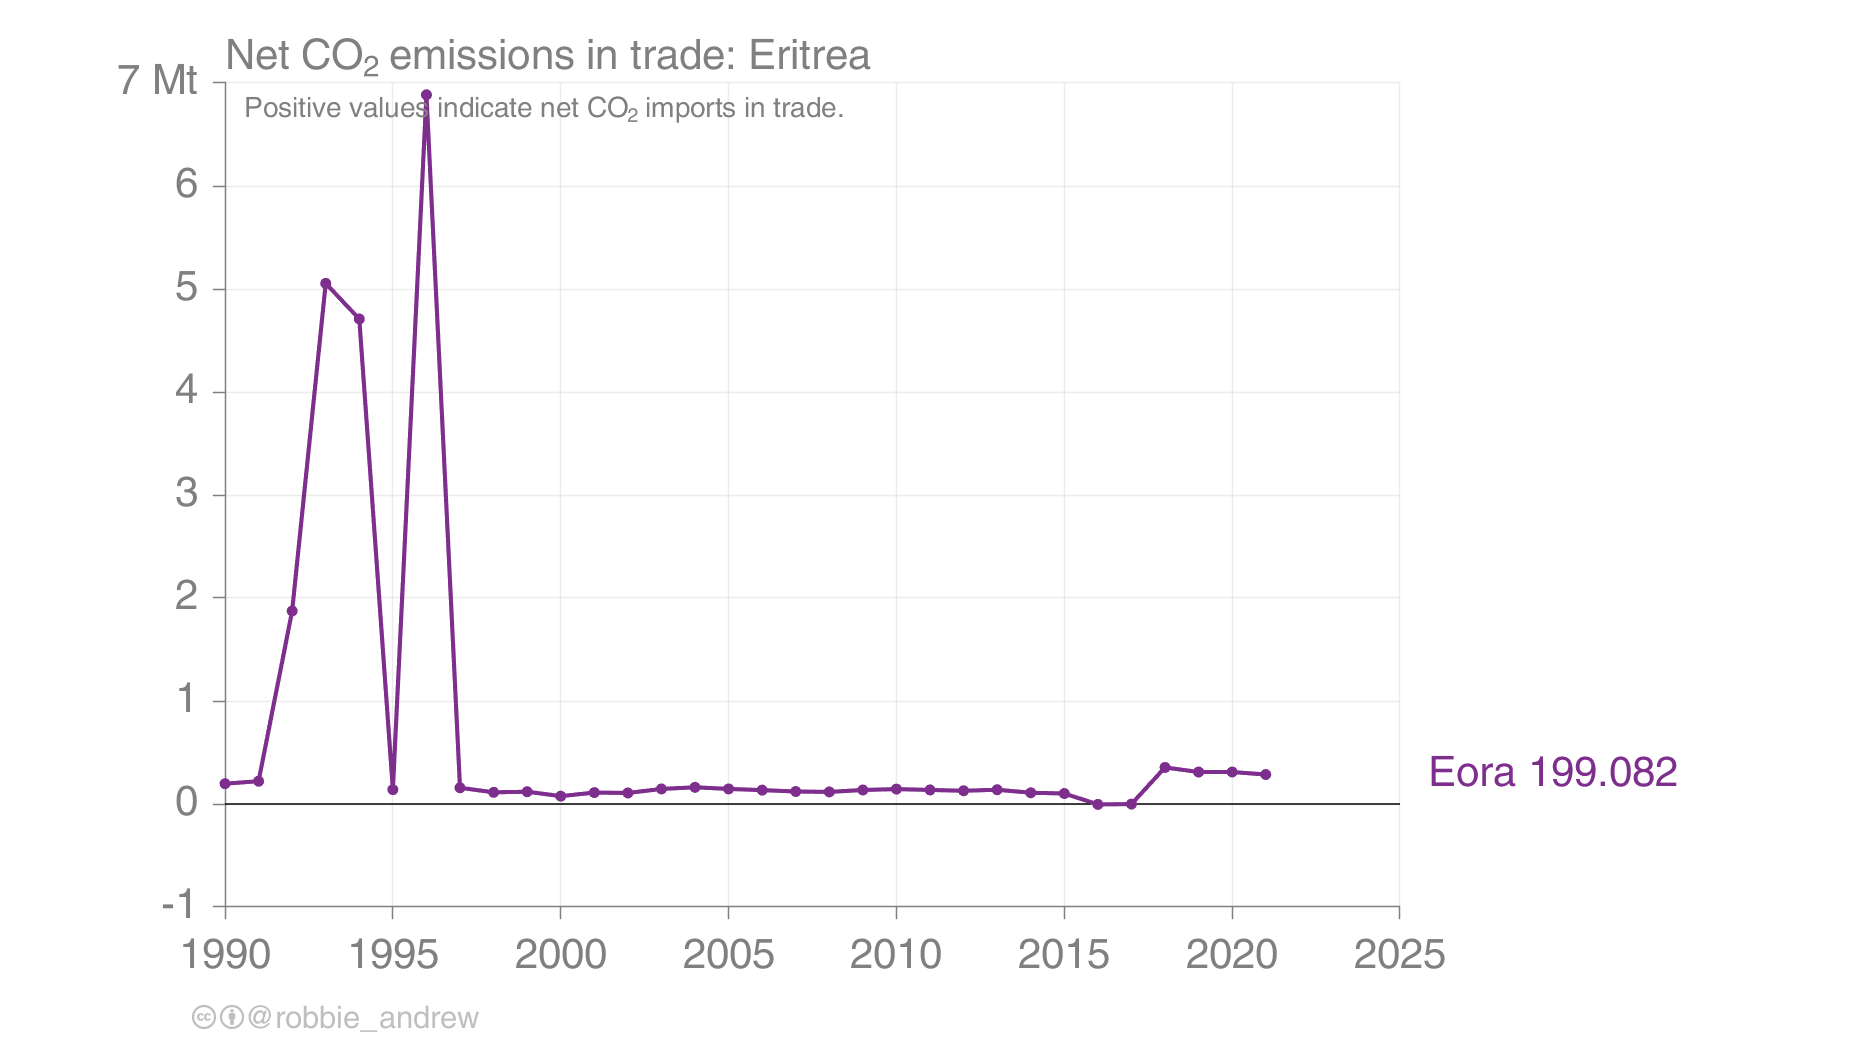 Net CO₂ emissions in trade: Eritrea
7 Mt
Positive values indicate net CO₂ imports in trade.
6
5
4
3
2
1
Eora 199.082
0
-1
1990 1995 2000 2005 2010 2015 2020 2025
@robbie_andrew